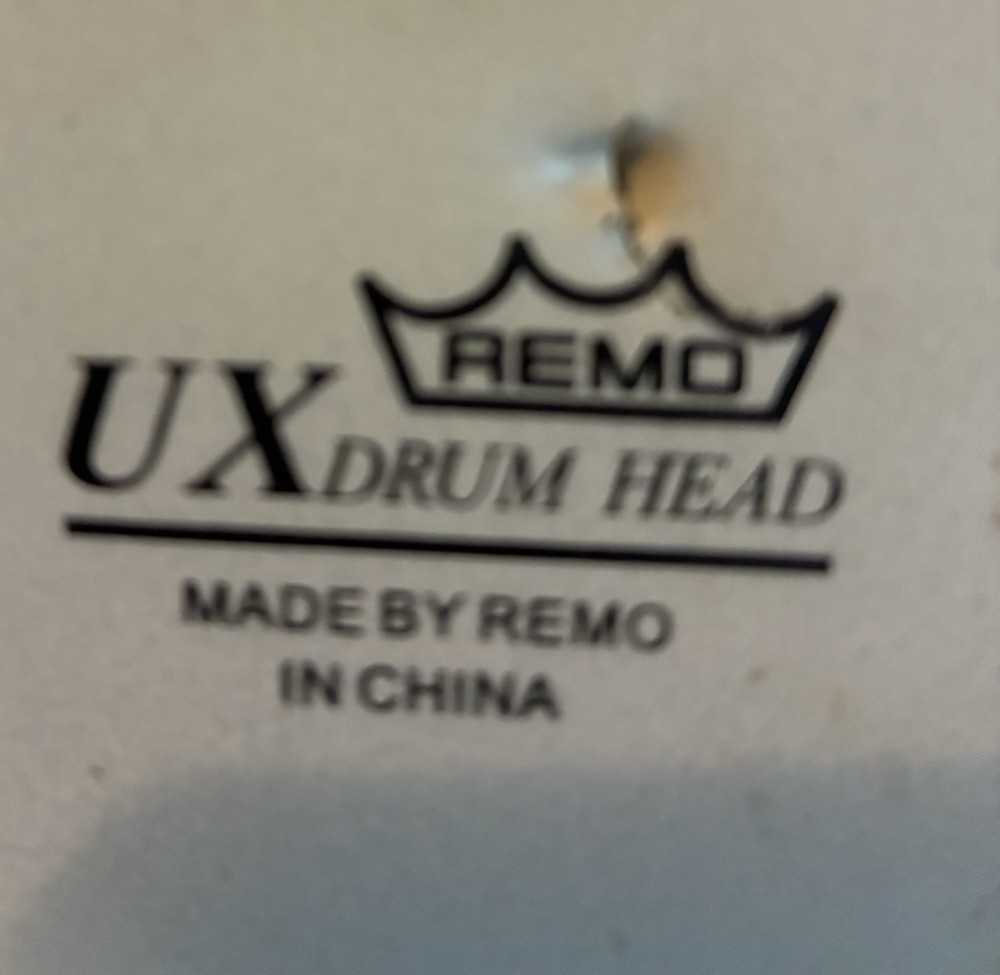 REMO
UX DRUM HEAD
MADE BY REMO
IN CHINA